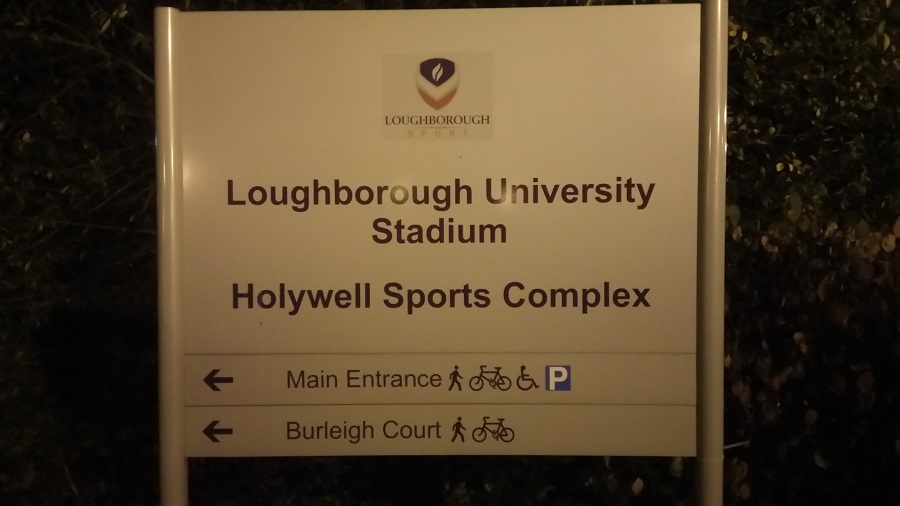 LOUGHBOROUGH
SPORT
Loughborough University
Stadium
Holywell Sports Complex
Main Entrance P
Burleigh Court